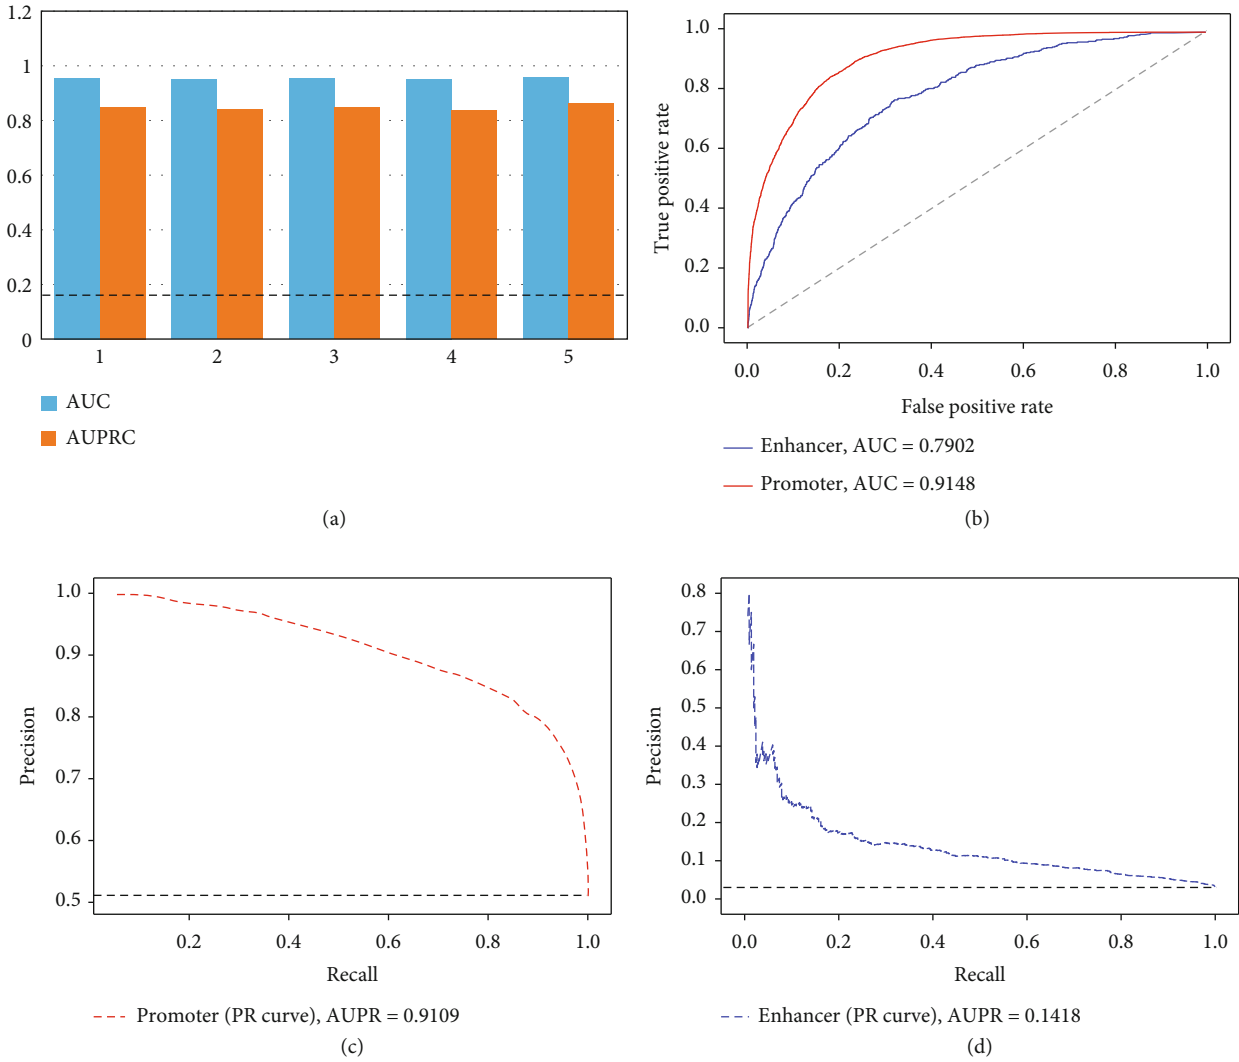 1.2
1
0.8
0.6
0.4
0.2
0
1 2 3 4 5
AUC
AUPRC
(a)
True positive rate
1.0
0.8
0.6
0.4
0.2
0.0
0.0 0.2 0.4 0.6 0.8 1.0
False positive rate
Enhancer, AUC = 0.7902
Promoter, AUC = 0.9148
(b)
Precision
1.0
0.9
0.8
0.7
0.6
0.5
0.2 0.4 0.6 0.8 1.0
Recall
Promoter (PR curve), AUPR = 0.9109
(c)
Precision
0.8
0.7
0.6
0.5
0.4
0.3
0.2
0.1
0.0
0.0 0.2 0.4 0.6 0.8 1.0
Recall
Enhancer (PR curve), AUPR = 0.1418
(d)